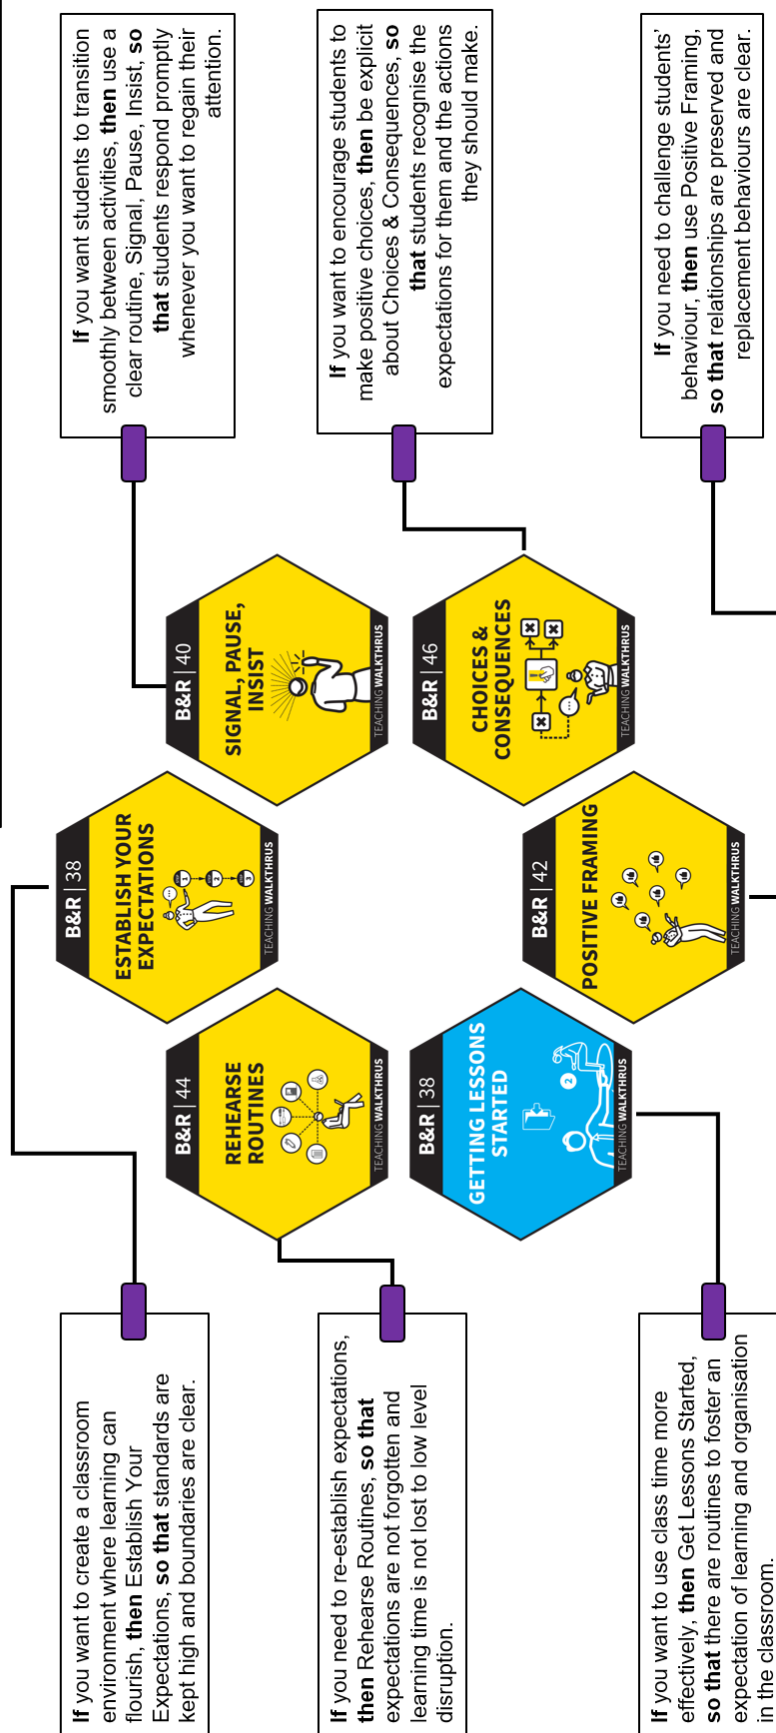 If you want to create a classroom
environment where learning can
flourish, then Establish Your
Expectations, so that standards are
kept high and boundaries are clear.
If you need to re-establish expectations,
then Rehearse Routines, so that
expectations are not forgotten and
learning time is not lost to low level
disruption.
If you want to use class time more
effectively, then Get Lessons Started,
so that there are routines to foster an
expectation of learning and organisation
in the classroom.
B&R | 38
ESTABLISH YOUR
EXPECTATIONS
1
2
3
TEACHING WALKTHRUS
B&R | 44
REHEARSE
ROUTINES
TEACHING WALKTHRUS
B&R | 40
SIGNAL, PAUSE,
INSIST
TEACHING WALKTHRUS
B&R | 38
GETTING LESSONS
STARTED
2
TEACHING WALKTHRUS
B&R | 46
CHOICES &
CONSEQUENCES
TEACHING WALKTHRUS
B&R | 42
POSITIVE FRAMING
TEACHING WALKTHRUS
If you want students to transition
smoothly between activities, then use a
clear routine, Signal, Pause, Insist, so
that students respond promptly
whenever you want to regain their
attention.
If you want to encourage students to
make positive choices, then be explicit
about Choices & Consequences, so
that students recognise the
expectations for them and the actions
they should make.
If you need to challenge students'
behaviour, then use Positive Framing,
so that relationships are preserved and
replacement behaviours are clear.